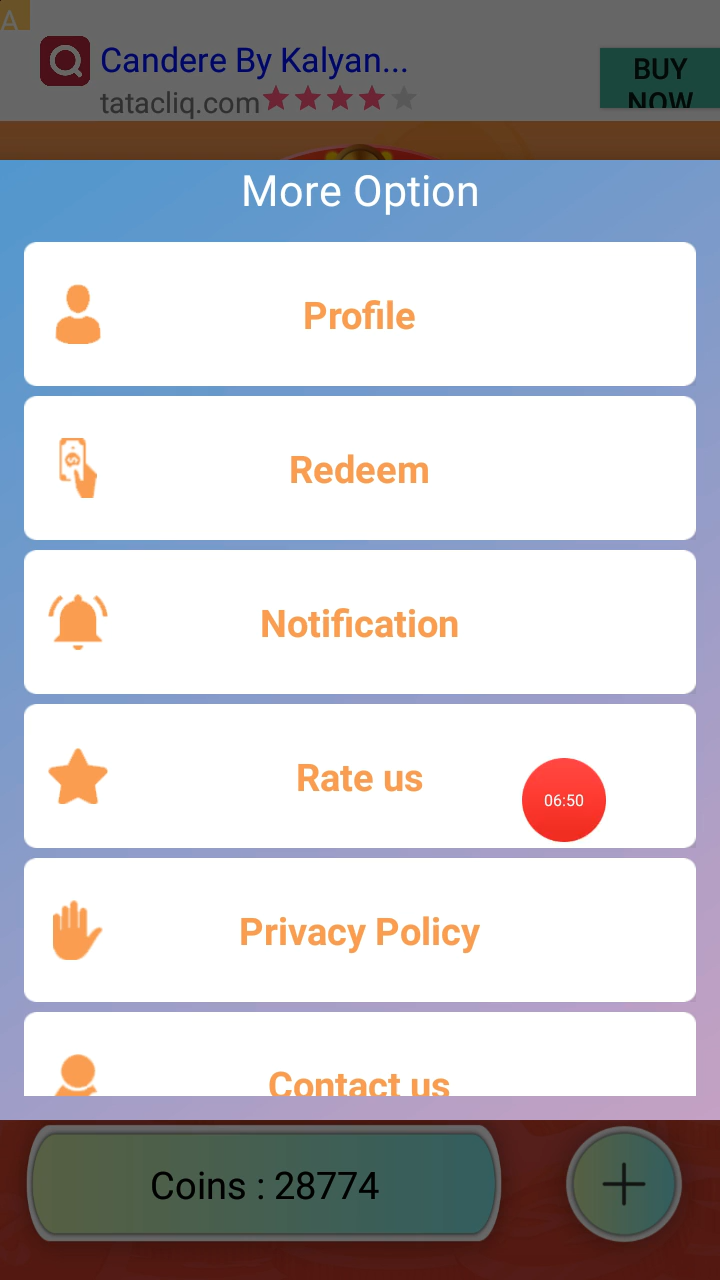 A
Candere By Kalyan...
tatacliq.com
BUY
NOW
More Option
Profile
Redeem
Notification
Rate us
06:50
Privacy Policy
Contact us
Coins : 28774